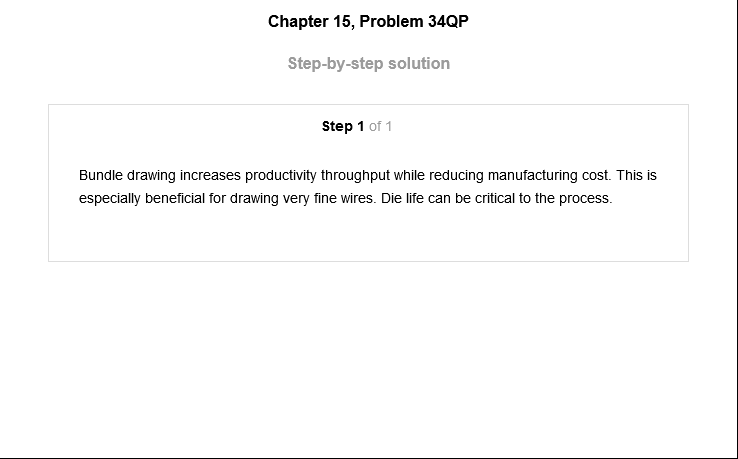 Chapter 15, Problem 34QP
Step-by-step solution
Step 1 of 1
Bundle drawing increases productivity throughput while reducing manufacturing cost. This is
especially beneficial for drawing very fine wires. Die life can be critical to the process.